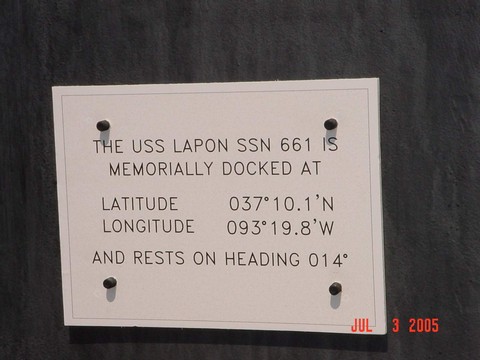 THE USS LAPON SSN 661 IS
MEMORIALLY DOCKED AT
LATITUDE 037°10.1'N
LONGITUDE 093°19.8'W
AND RESTS ON HEADING 014°
JUL 3 2005